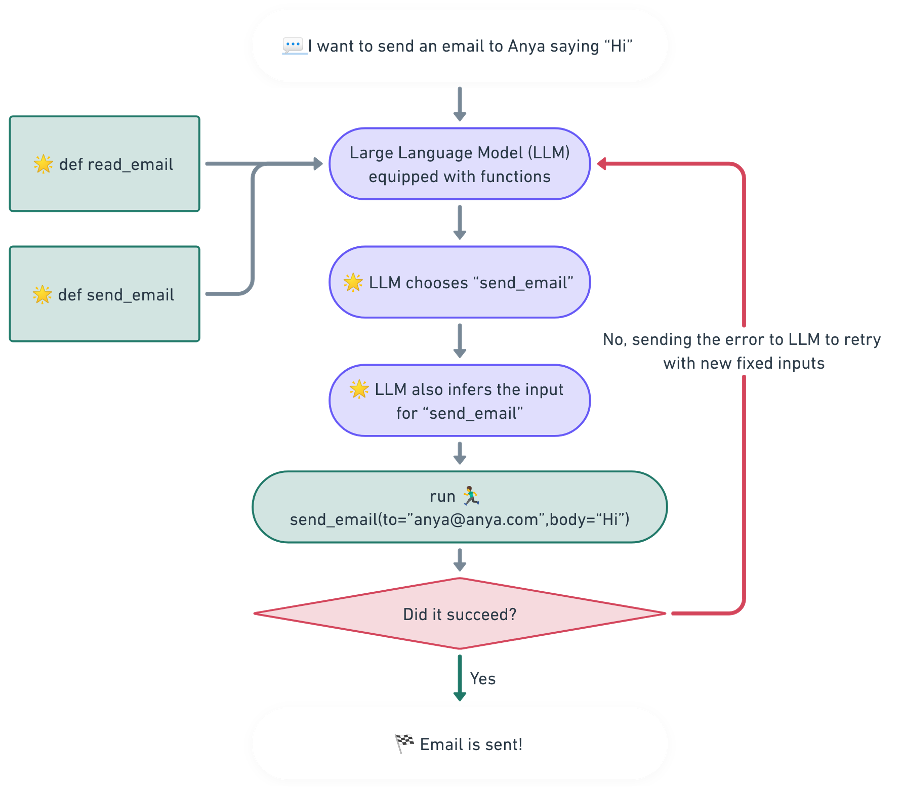 I want to send an email to Anya saying “Hi”
def read_email
Large Language Model (LLM)
equipped with functions
def send_email
LLM chooses “send_email”
No, sending the error to LLM to retry
with new fixed inputs
LLM also infers the input
for “send_email”
run
send_email(to=”anya@anya.com”,body=“Hi”)
Did it succeed?
Yes
Email is sent!